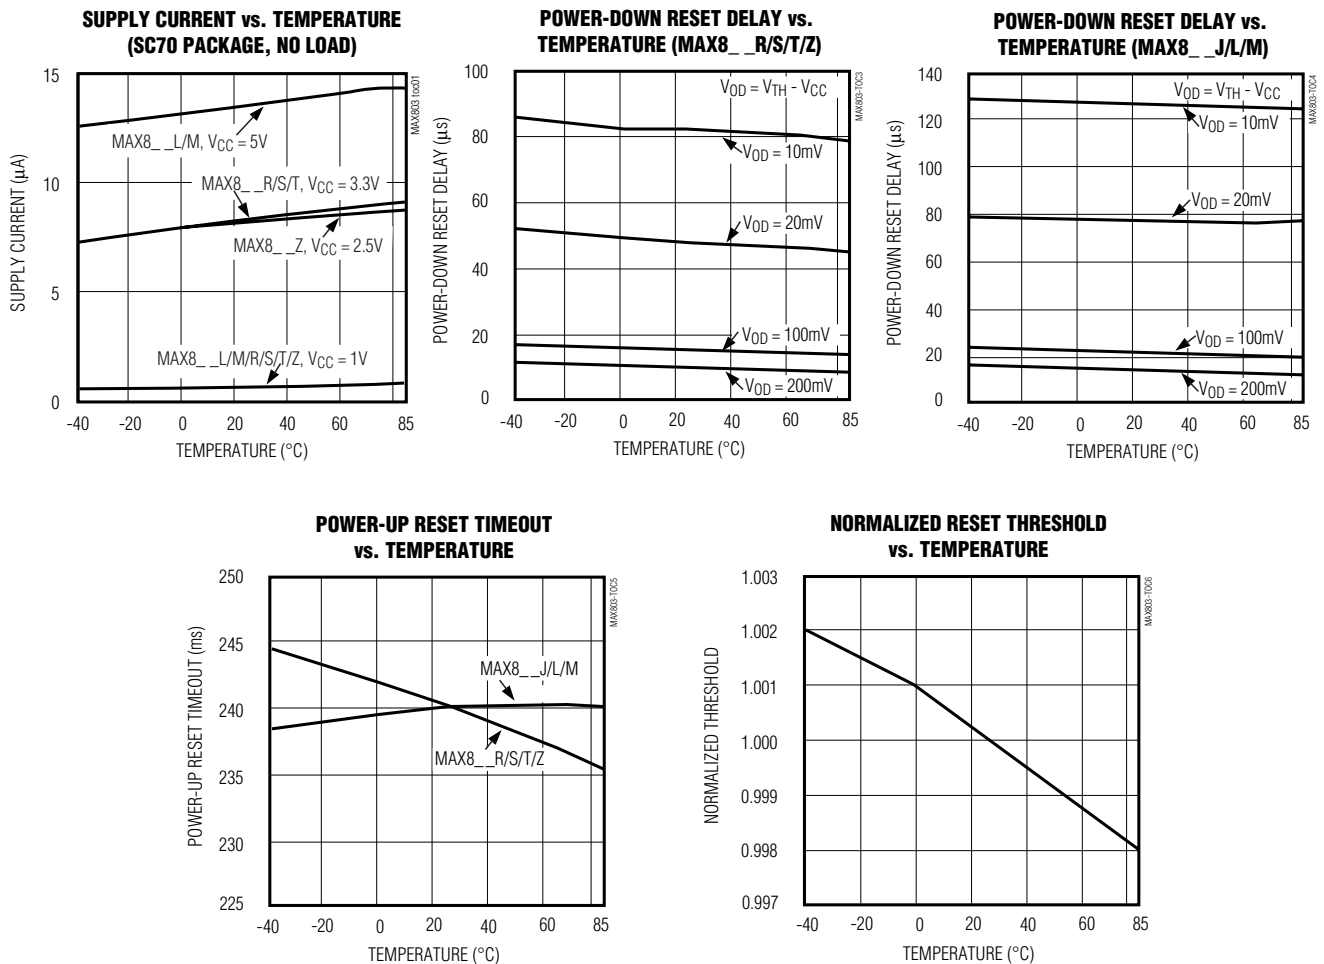 SUPPLY CURRENT vs. TEMPERATURE
(SC70 PACKAGE, NO LOAD)
MAX803 toc01
SUPPLY CURRENT (μA)
15
10
5
0
MAX8_ _L/M, VCC = 5V
MAX8_ _R/S/T, VCC = 3.3V
MAX8_ _Z, VCC = 2.5V
MAX8_ _L/M/R/S/T/Z, VCC = 1V
-40 -20 0 20 40 60 85
TEMPERATURE (°C)
POWER-DOWN RESET DELAY vs.
TEMPERATURE (MAX8_ _R/S/T/Z)
MAX803-TOC3
POWER-DOWN RESET DELAY (μs)
100
80
60
40
20
0
VOD = VTH - VCC
VOD = 10mV
VOD = 20mV
VOD = 100mV
VOD = 200mV
-40 -20 0 20 40 60 85
TEMPERATURE (°C)
POWER-DOWN RESET DELAY vs.
TEMPERATURE (MAX8_ _J/L/M)
MAX803-TOC4
POWER-DOWN RESET DELAY (μs)
140
120
100
80
60
40
20
0
VOD = VTH - VCC
VOD = 10mV
VOD = 20mV
VOD = 100mV
VOD = 200mV
-40 -20 0 20 40 60 85
TEMPERATURE (°C)
POWER-UP RESET TIMEOUT
vs. TEMPERATURE
MAX803-TOC5
POWER-UP RESET TIMEOUT (ms)
250
245
240
235
230
225
MAX8_ _J/L/M
MAX8_ _R/S/T/Z
-40 -20 0 20 40 60 85
TEMPERATURE (°C)
NORMALIZED RESET THRESHOLD
vs. TEMPERATURE
MAX803-TOC6
NORMALIZED THRESHOLD
1.003
1.002
1.001
1.000
0.999
0.998
0.997
-40 -20 0 20 40 60 85
TEMPERATURE (°C)